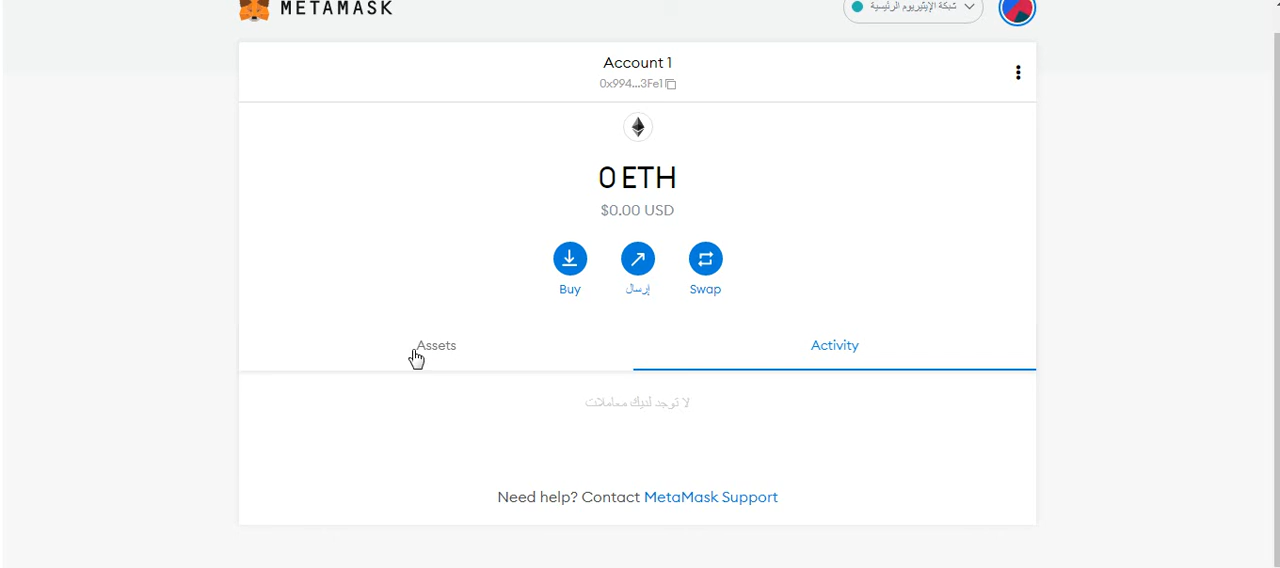 METAMASK
شبكة الإيثيريوم الرئيسية
Account 1
0x994...3Fe1
0 ETH
$0.00 USD
Buy
إرسال
Swap
Assets
Activity
لا توجد لديك معاملات
Need help? Contact MetaMask Support